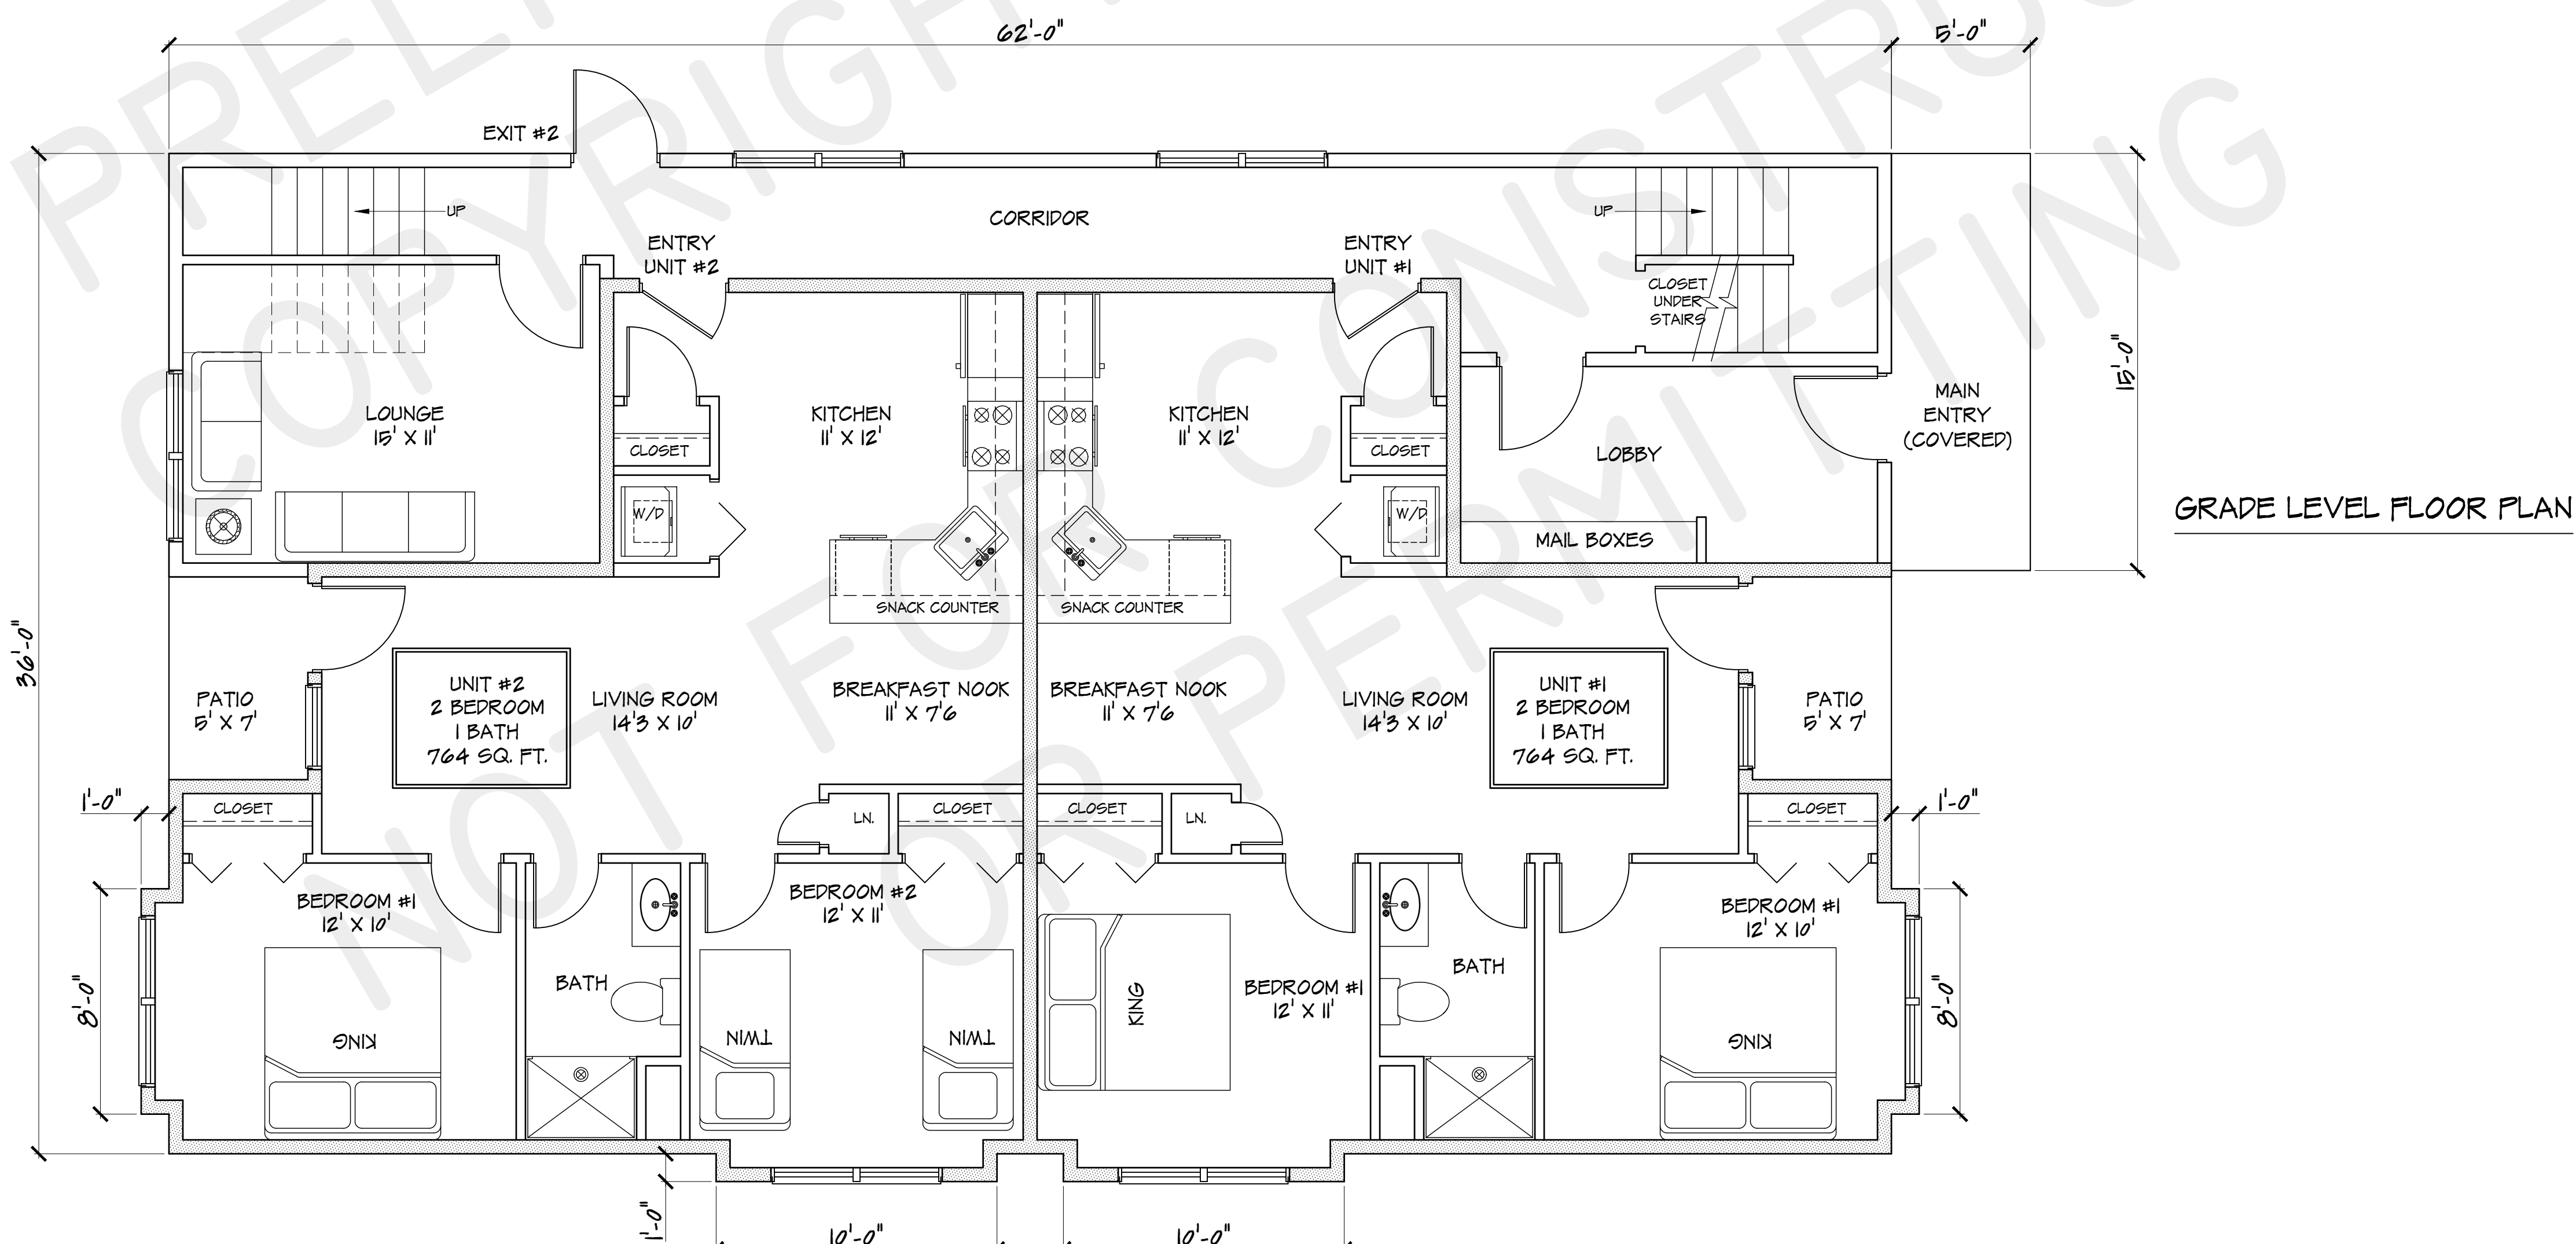 PREL
COPYRIGH
NOT FOR CONSTRUC
OR PERMITTING
62'-0"
5'-0"
EXIT #2
UP
CORRIDOR
UP
ENTRY
UNIT #2
ENTRY
UNIT #1
CLOSET
UNDER
STAIRS
36'-0"
15'-0"
LOUNGE
15' X 11'
KITCHEN
11' X 12'
KITCHEN
11' X 12'
MAIN
ENTRY
(COVERED)
CLOSET
CLOSET
LOBBY
W/D
W/D
MAIL BOXES
GRADE LEVEL FLOOR PLAN
SNACK COUNTER
SNACK COUNTER
PATIO
5' X 7'
UNIT #2
2 BEDROOM
1 BATH
764 SQ. FT.
LIVING ROOM
14'3 X 10'
BREAKFAST NOOK
11' X 7'6
BREAKFAST NOOK
11' X 7'6
LIVING ROOM
14'3 X 10'
UNIT #1
2 BEDROOM
1 BATH
764 SQ. FT.
PATIO
5' X 7'
1'-0"
CLOSET
LN.
CLOSET
CLOSET
LN.
CLOSET
1'-0"
BEDROOM #1
12' X 10'
BEDROOM #2
12' X 11'
BEDROOM #1
12' X 10'
8'-0"
BATH
KING
BEDROOM #1
12' X 11'
BATH
8'-0"
KING
TWIN
TWIN
KING
1'-0"
10'-0"
10'-0"